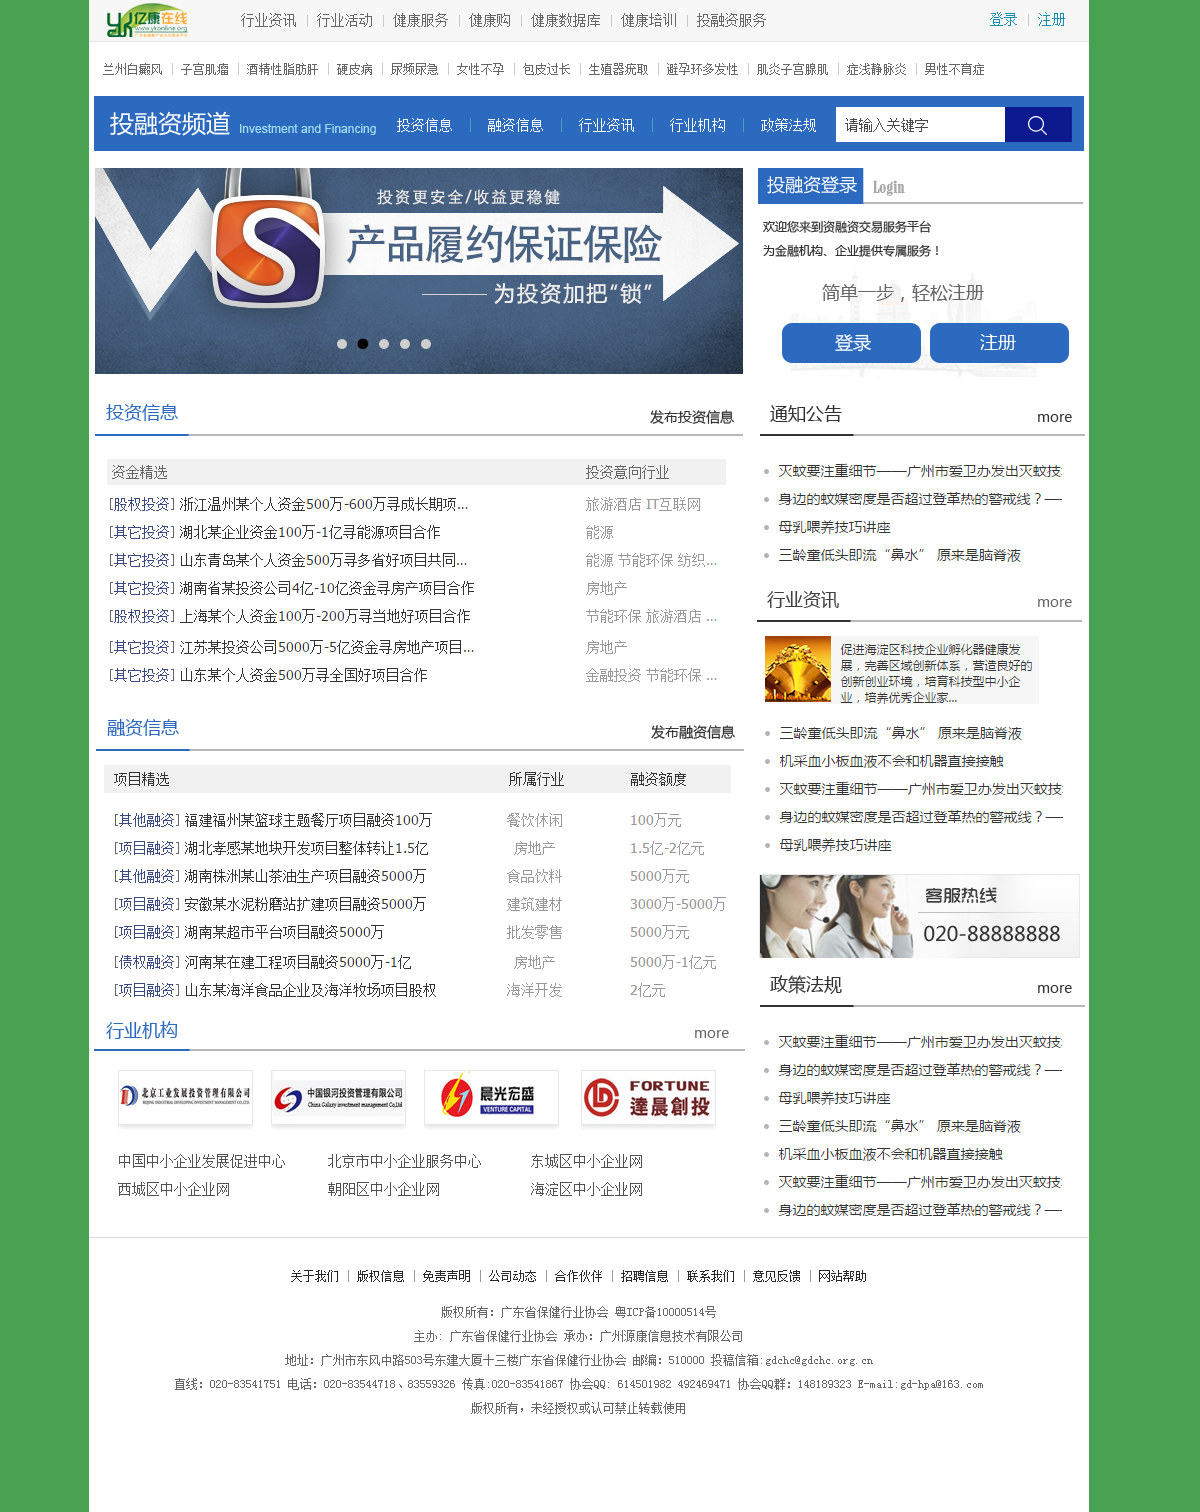 亿康在线
www.ykonline.org
行业资讯 行业活动 健康服务 健康购 健康数据库 健康培训 投融资服务
登录 注册
兰州白癜风 子宫肌瘤 酒精性脂肪肝 硬皮病 尿频尿急 女性不孕 包皮过长 生殖器疣取 避孕环多发性 肌炎子宫腺肌 症浅静脉炎 男性不育症
投融资频道 Investment and Financing 投资信息 融资信息 行业资讯 行业机构 政策法规 请输入关键字
投资更安全/收益更稳健
产品履约保证保险
为投资加把“锁”
投融资登录 Login
欢迎您来到资融资交易服务平台
为金融机构、企业提供专属服务！
简单一步，轻松注册
登录 注册
投资信息 发布投资信息
资金精选 投资意向行业
[股权投资] 浙江温州某个人资金500万-600万寻成长期项... 旅游酒店 IT互联网
[其它投资] 湖北某企业资金100万-1亿寻能源项目合作 能源
[其它投资] 山东青岛某个人资金500万寻多省好项目共同... 能源 节能环保 纺织...
[其它投资] 湖南省某投资公司4亿-10亿资金寻房产项目合作 房地产
[股权投资] 上海某个人资金100万-200万寻当地好项目合作 节能环保 旅游酒店 ...
[其它投资] 江苏某投资公司5000万-5亿资金寻房地产项目... 房地产
[其它投资] 山东某个人资金500万寻全国好项目合作 金融投资 节能环保 ...
通知公告 more
灭蚊要注重细节——广州市爱卫办发出灭蚊技
身边的蚊媒密度是否超过登革热的警戒线？—
母乳喂养技巧讲座
三龄童低头即流“鼻水” 原来是脑脊液
行业资讯 more
促进海淀区科技企业孵化器健康发
展，完善区域创新体系，营造良好的
创新创业环境，培育科技型中小企
业，培养优秀企业家...
三龄童低头即流“鼻水” 原来是脑脊液
机采血小板血液不会和机器直接接触
灭蚊要注重细节——广州市爱卫办发出灭蚊技
身边的蚊媒密度是否超过登革热的警戒线？—
母乳喂养技巧讲座
融资信息 发布融资信息
项目精选 所属行业 融资额度
[其他融资] 福建福州某篮球主题餐厅项目融资100万 餐饮休闲 100万元
[项目融资] 湖北孝感某地块开发项目整体转让1.5亿 房地产 1.5亿-2亿元
[其他融资] 湖南株洲某山茶油生产项目融资5000万 食品饮料 5000万元
[项目融资] 安徽某水泥粉磨站扩建项目融资5000万 建筑建材 3000万-5000万
[项目融资] 湖南某超市平台项目融资5000万 批发零售 5000万元
[债权融资] 河南某在建工程项目融资5000万-1亿 房地产 5000万-1亿元
[项目融资] 山东某海洋食品企业及海洋牧场项目股权 海洋开发 2亿元
客服热线
020-88888888
政策法规 more
灭蚊要注重细节——广州市爱卫办发出灭蚊技
身边的蚊媒密度是否超过登革热的警戒线？—
母乳喂养技巧讲座
三龄童低头即流“鼻水” 原来是脑脊液
机采血小板血液不会和机器直接接触
灭蚊要注重细节——广州市爱卫办发出灭蚊技
身边的蚊媒密度是否超过登革热的警戒线？—
行业机构 more
北京工业发展投资管理有限公司
BEIJING INDUSTRIAL DEVELOPING INVESTMENT MANAGEMENT CO.,LTD.
中国银河投资管理有限公司
China Galaxy investment management Co,Ltd
晨光宏盛
VENTURE CAPITAL
FORTUNE
達晨創投
中国中小企业发展促进中心 北京市中小企业服务中心 东城区中小企业网
西城区中小企业网 朝阳区中小企业网 海淀区中小企业网
关于我们 版权信息 免责声明 公司动态 合作伙伴 招聘信息 联系我们 意见反馈 网站帮助
版权所有：广东省保健行业协会 粤ICP备10000514号
主办：广东省保健行业协会 承办：广州源康信息技术有限公司
地址：广州市东风中路503号东建大厦十三楼广东省保健行业协会 邮编：510000 投稿信箱:gdchc@gdchc.org.cn
直线：020-83541751 电话：020-83544718、83559326 传真:020-83541867 协会QQ: 614501982 492469471 协会QQ群：148189323 E-mail:gd-hpa@163.com
版权所有，未经授权或认可禁止转载使用